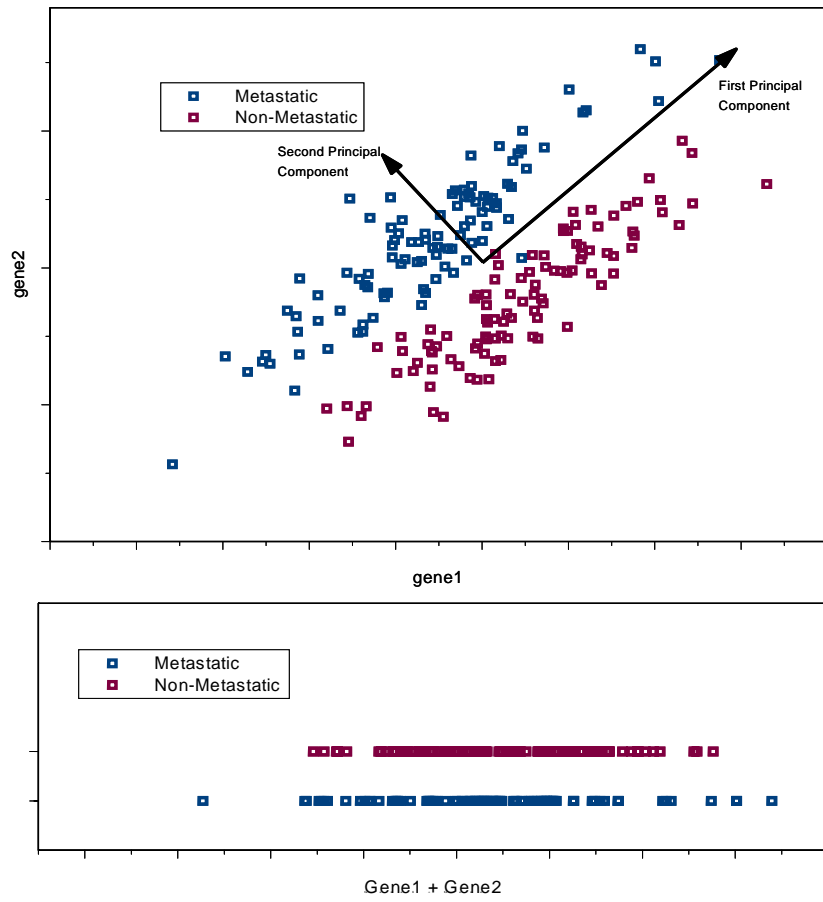 Metastatic
Non-Metastatic
First Principal
Component
Second Principal
Component
gene2
gene1
Metastatic
Non-Metastatic
Gene1 + Gene2